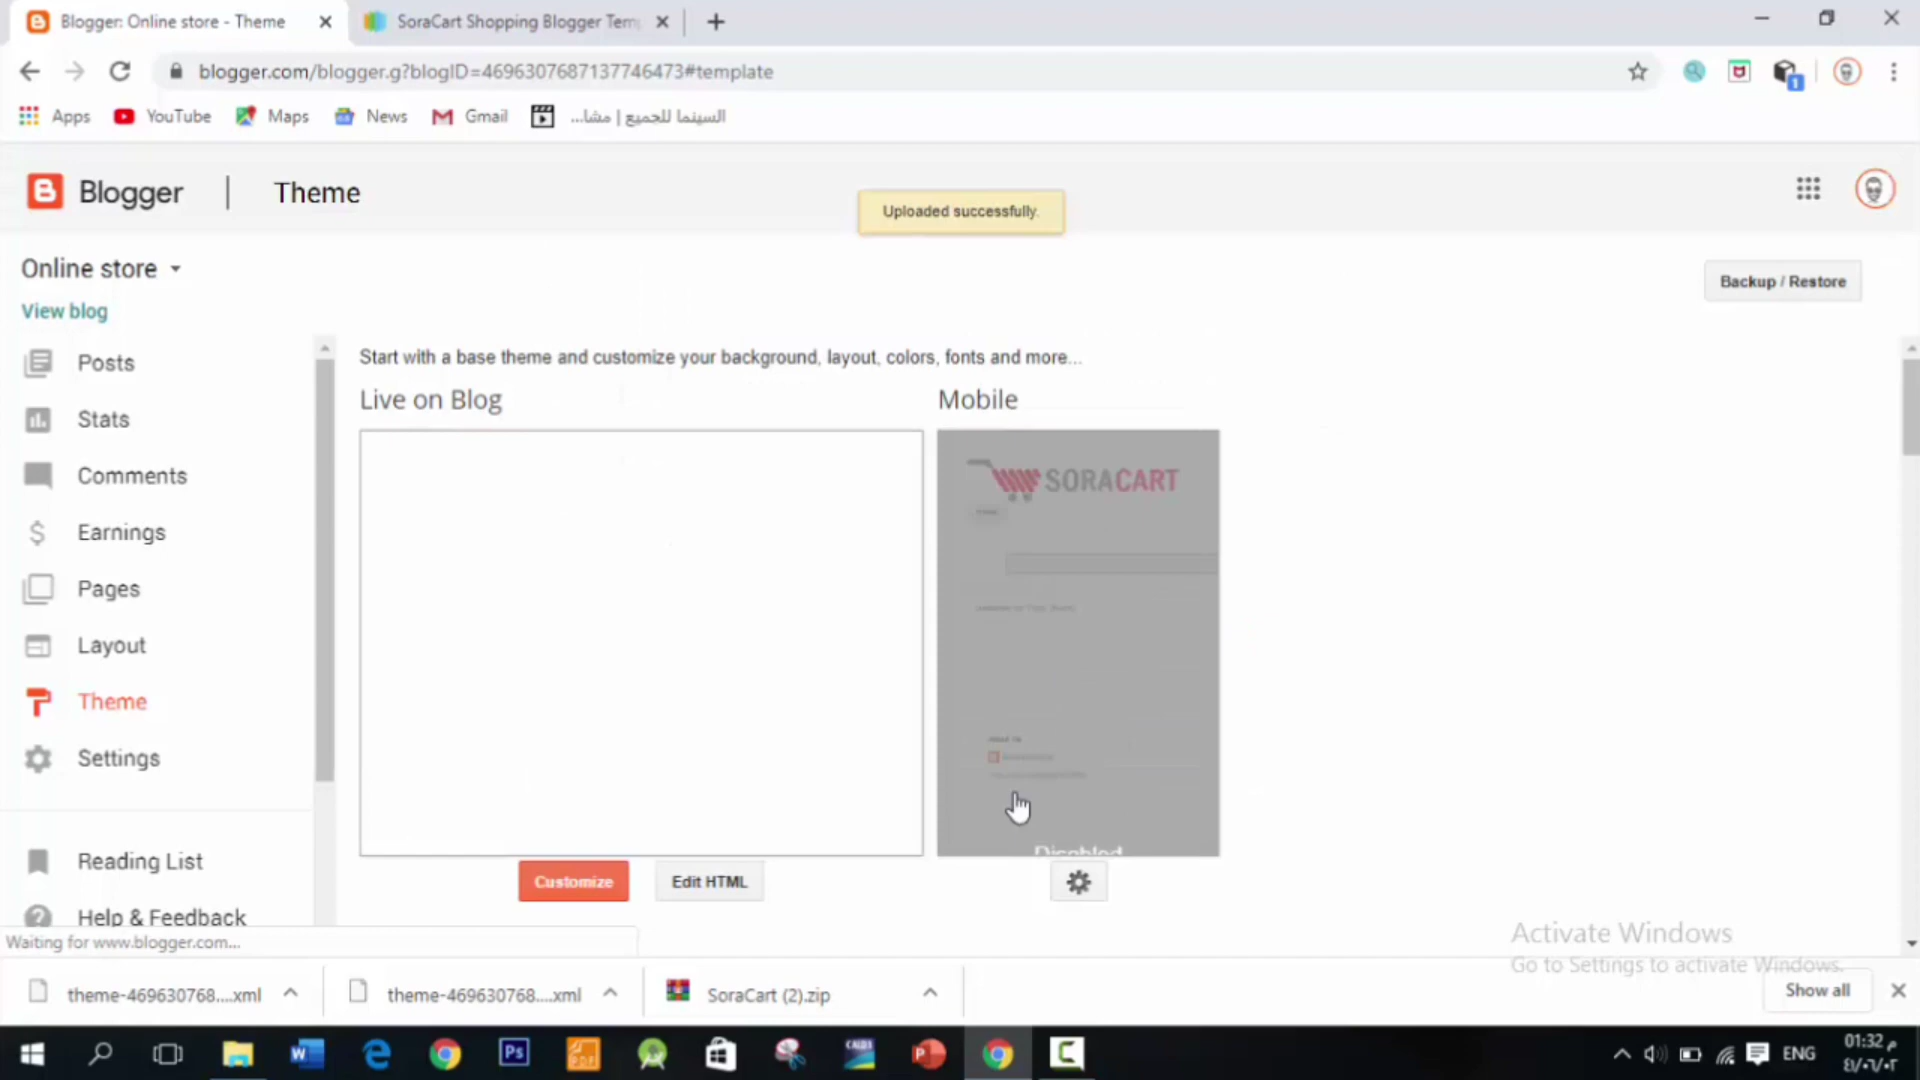 Blogger: Online store - Theme
SoraCart Shopping Blogger Tem
blogger.com/blogger.g?blogID=4696307687137746473#template
Apps
YouTube
Maps
News
Gmail
السينما للجميع | مشا...
Blogger
Theme
Uploaded successfully.
Online store
View blog
Backup / Restore
Posts
Stats
Comments
Earnings
Pages
Layout
Theme
Settings
Reading List
Help & Feedback
Start with a base theme and customize your background, layout, colors, fonts and more...
Live on Blog
Mobile
SORACART
Disabled
Customize
Edit HTML
Waiting for www.blogger.com...
Activate Windows
Go to Settings to activate Windows.
theme-469630768....xml
theme-469630768....xml
SoraCart (2).zip
Show all
ENG
01:32 م